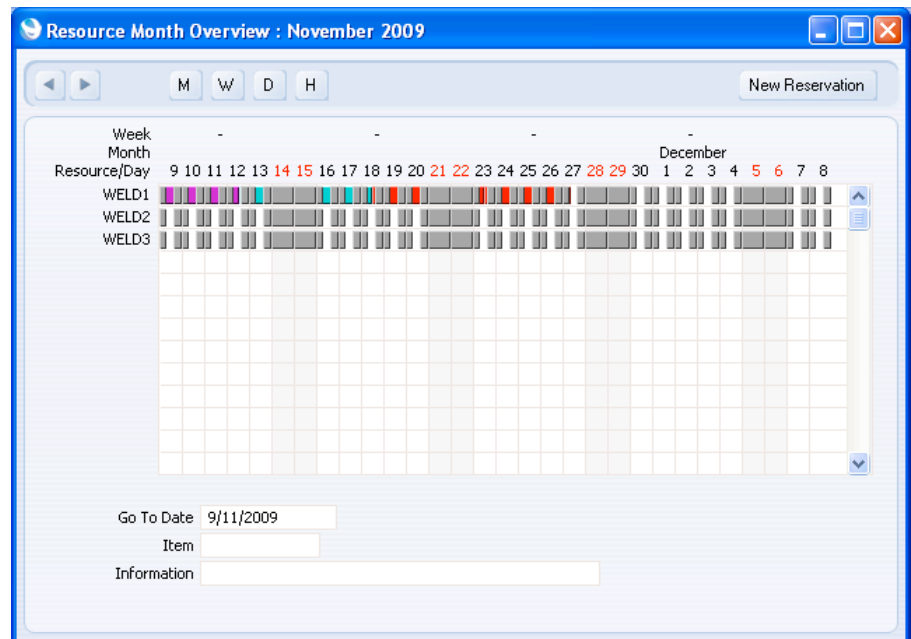 Resource Month Overview : November 2009
M W D H New Reservation
Week - - - -
Month December
Resource/Day 9 10 11 12 13 14 15 16 17 18 19 20 21 22 23 24 25 26 27 28 29 30 1 2 3 4 5 6 7 8
WELD1
WELD2
WELD3
Go To Date 9/11/2009
Item
Information